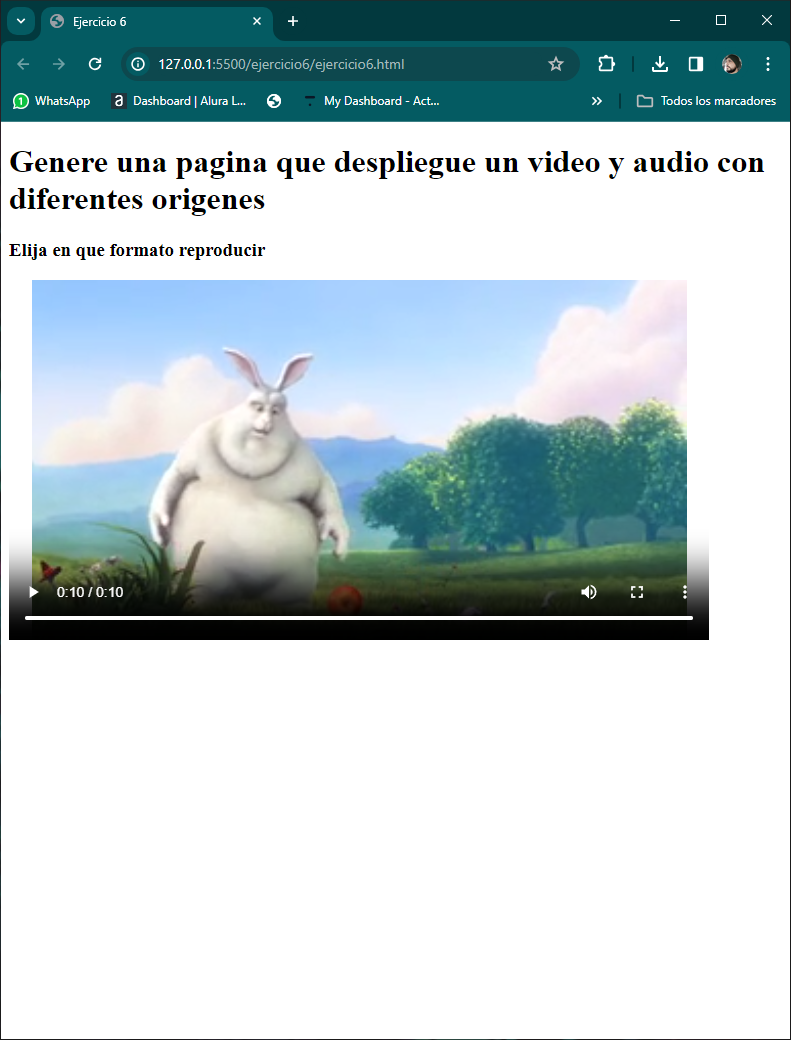 Ejercicio 6
127.0.0.1:5500/ejercicio6/ejercicio6.html
WhatsApp
a Dashboard | Alura L...
My Dashboard - Act...
Todos los marcadores
Genere una pagina que despliegue un video y audio con
diferentes origenes
Elija en que formato reproducir
0:10 / 0:10